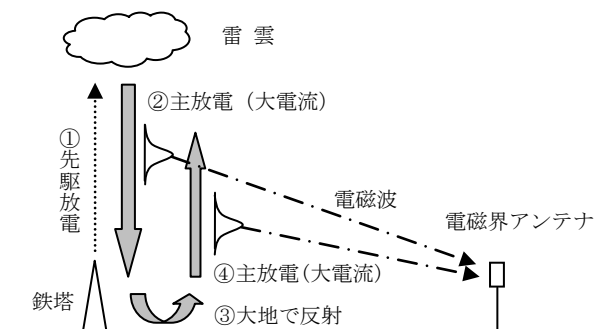 雷 雲
②主放電（大電流）
①先駆放電
電磁波
電磁界アンテナ
④主放電(大電流)
鉄塔
③大地で反射